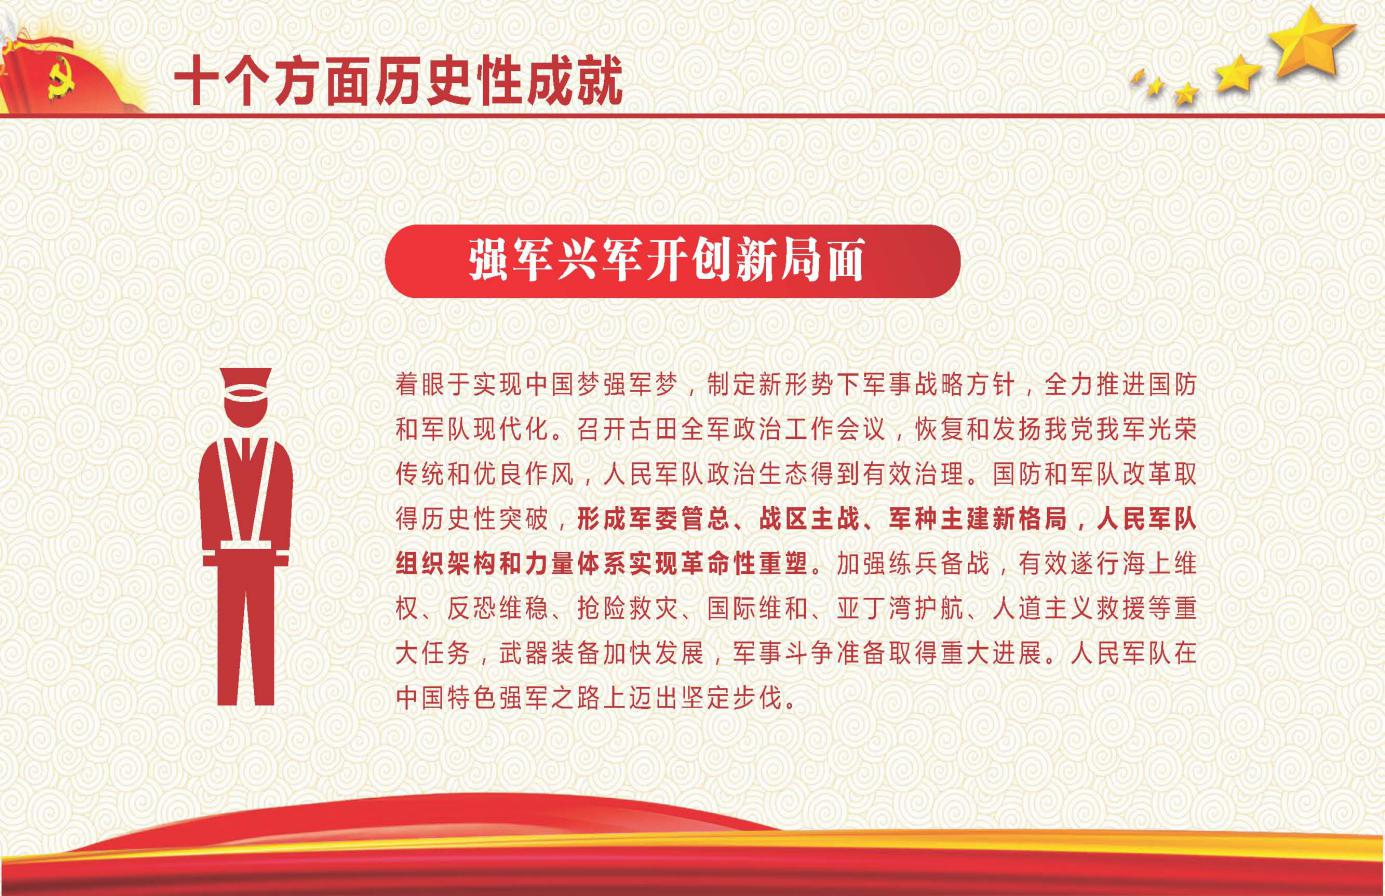 十个方面历史性成就
强军兴军开创新局面
着眼于实现中国梦强军梦，制定新形势下军事战略方针，全力推进国防
和军队现代化。召开古田全军政治工作会议，恢复和发扬我党我军光荣
传统和优良作风，人民军队政治生态得到有效治理。国防和军队改革取
得历史性突破，形成军委管总、战区主战、军种主建新格局，人民军队
组织架构和力量体系实现革命性重塑。加强练兵备战，有效遂行海上维
权、反恐维稳、抢险救灾、国际维和、亚丁湾护航、人道主义救援等重
大任务，武器装备加快发展，军事斗争准备取得重大进展。人民军队在
中国特色强军之路上迈出坚定步伐。